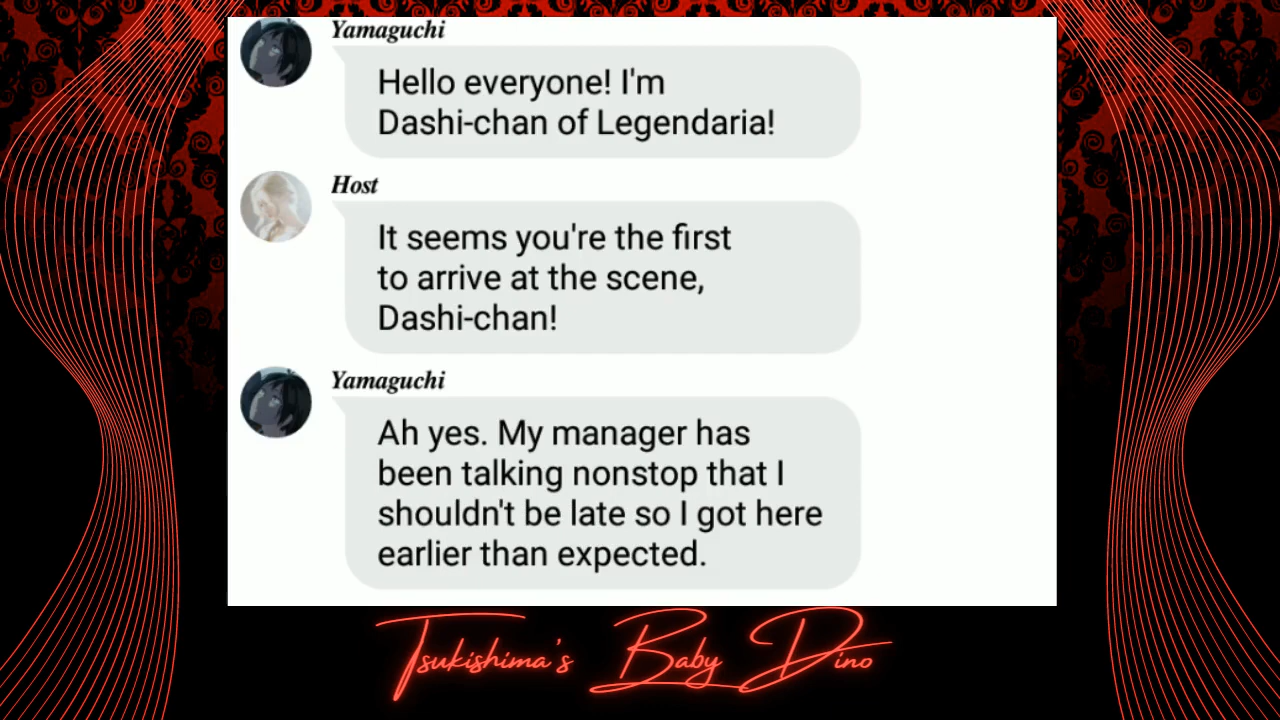 Yamaguchi
Hello everyone! I'm
Dashi-chan of Legendaria!
Host
It seems you're the first
to arrive at the scene,
Dashi-chan!
Yamaguchi
Ah yes. My manager has
been talking nonstop that I
shouldn't be late so I got here
earlier than expected.
Tsukishima's Baby Dino